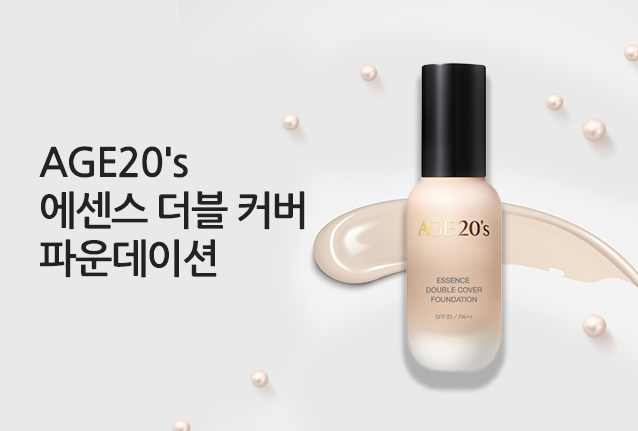 AGE20's
에센스 더블 커버
파운데이션
AGE 20's
ESSENCE
DOUBLE COVER
FOUNDATION
SPF35 / PA++